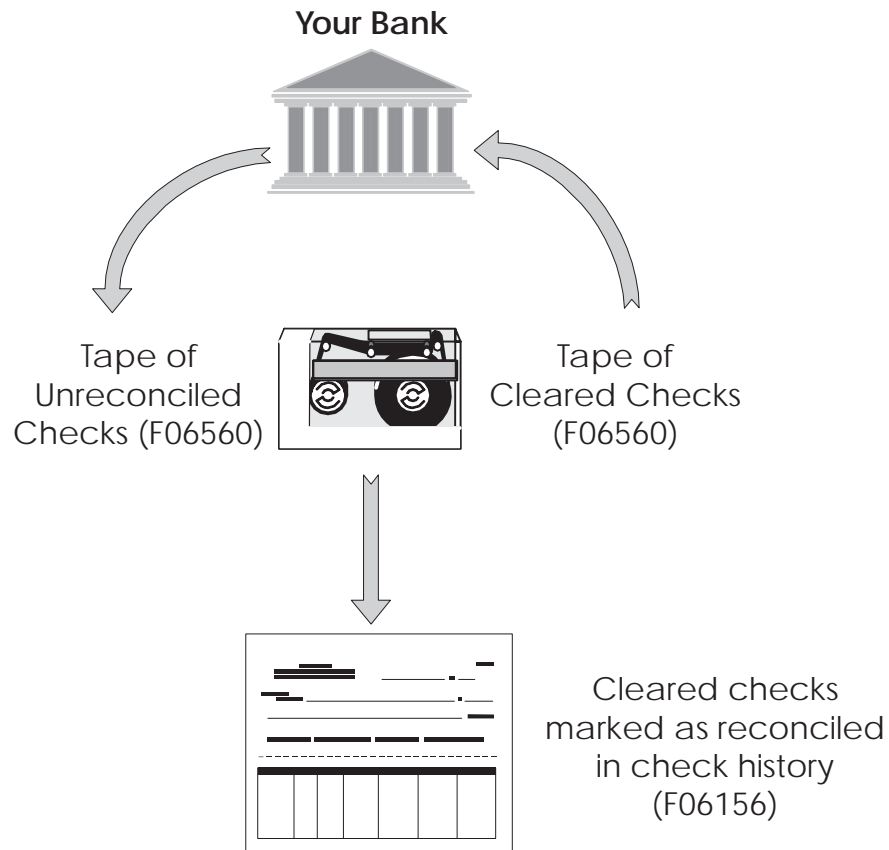 Your Bank
Tape of
Unreconciled
Checks (F06560)
Tape of
Cleared Checks
(F06560)
Cleared checks
marked as reconciled
in check history
(F06156)